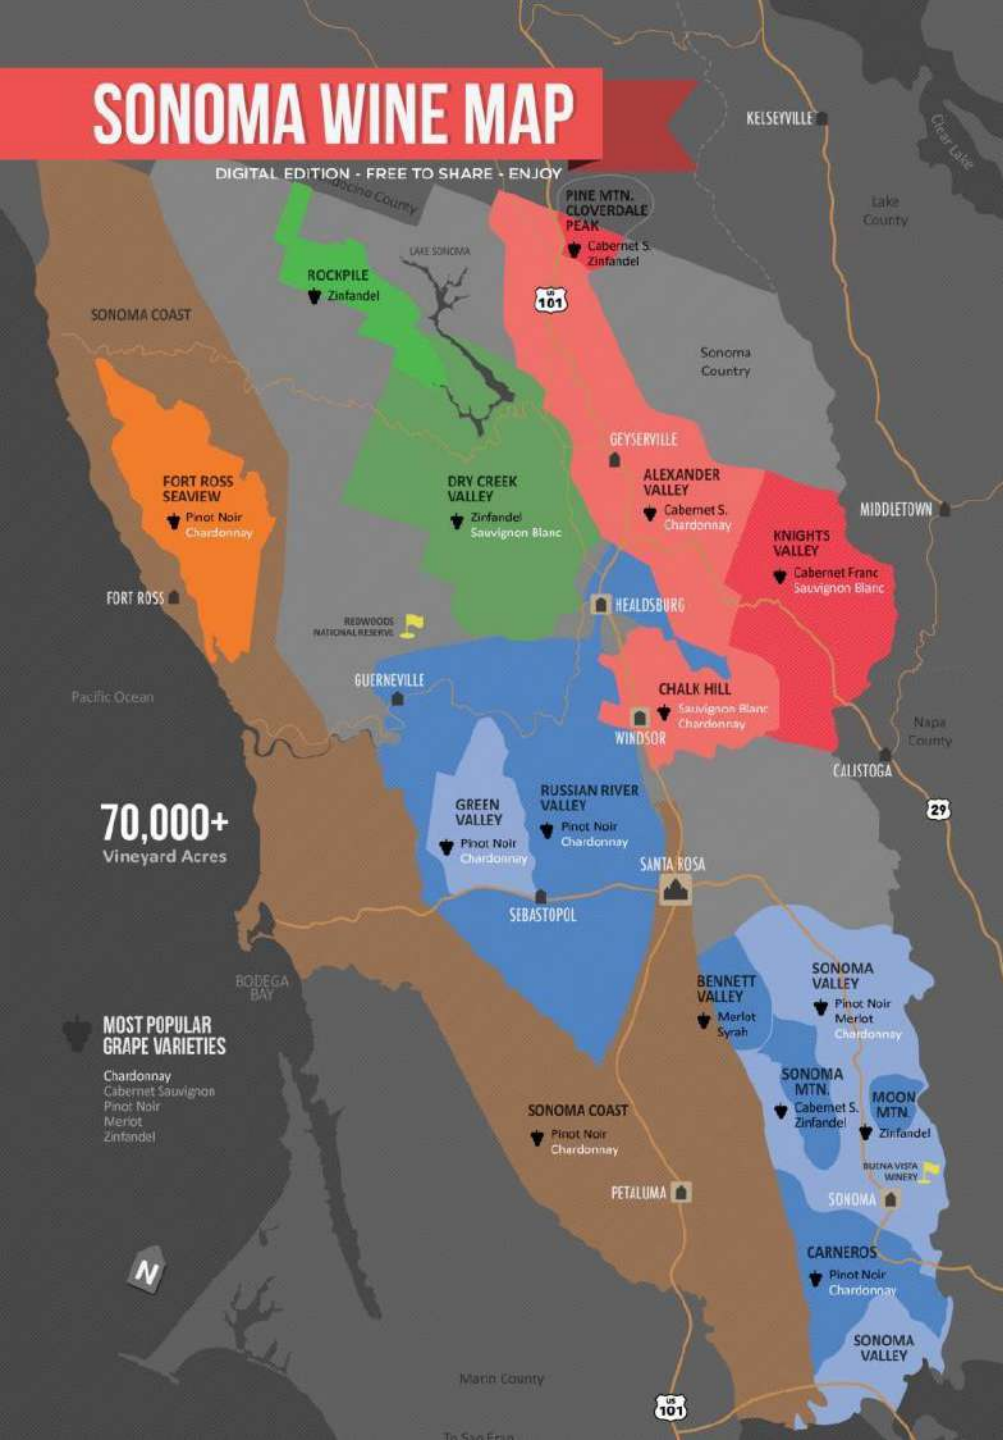 SONOMA WINE MAP
DIGITAL EDITION - FREE TO SHARE - ENJOY
KELSEYVILLE
Clear Lake
Lake
County
County
PINE MTN.
CLOVERDALE
PEAK
Cabernet S.
Zinfandel
LAKE SONOMA
ROCKPILE
Zinfandel
US
101
SONOMA COAST
Sonoma
Country
GEYSERVILLE
ALEXANDER
VALLEY
Cabernet S.
Chardonnay
FORT ROSS
SEAVIEW
Pinot Noir
Chardonnay
DRY CREEK
VALLEY
Zinfandel
Sauvignon Blanc
MIDDLETOWN
KNIGHTS
VALLEY
Cabernet Franc
Sauvignon Blanc
FORT ROSS
HEALDSBURG
REDWOODS
NATIONAL RESERVE
GUERNEVILLE
Pacific Ocean
CHALK HILL
Sauvignon Blanc
Chardonnay
WINDSOR
Napa
County
CALISTOGA
29
70,000+
Vineyard Acres
GREEN
VALLEY
Pinot Noir
Chardonnay
RUSSIAN RIVER
VALLEY
Pinot Noir
Chardonnay
SANTA ROSA
SEBASTOPOL
BODEGA
BAY
BENNETT
VALLEY
Merlot
Syrah
SONOMA
VALLEY
Pinot Noir
Merlot
Chardonnay
MOST POPULAR
GRAPE VARIETIES
Chardonnay
Cabernet Sauvignon
Pinot Noir
Merlot
Zinfandel
SONOMA
MTN.
Cabernet S.
Zinfandel
MOON
MTN.
Zinfandel
SONOMA COAST
Pinot Noir
Chardonnay
BUENA VISTA
WINERY
PETALUMA
SONOMA
CARNEROS
Pinot Noir
Chardonnay
N
SONOMA
VALLEY
Marin County
US
101